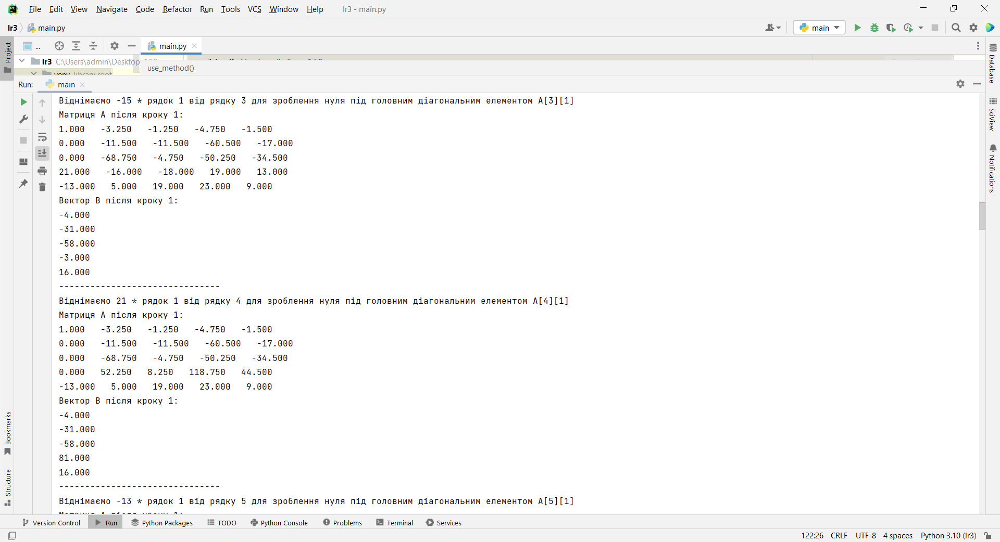 File Edit View Navigate Code Refactor Run Tools VCS Window Help lr3 - main.py
lr3 main.py main
... main.py
lr3 C:\Users\admin\Desktop
use_method()
venv library root
Run: main
Віднімаємо -15 * рядок 1 від рядку 3 для зроблення нуля під головним діагональним елементом A[3][1]
Матриця A після кроку 1:
1.000 -3.250 -1.250 -4.750 -1.500
0.000 -11.500 -11.500 -60.500 -17.000
0.000 -68.750 -4.750 -50.250 -34.500
21.000 -16.000 -18.000 19.000 13.000
-13.000 5.000 19.000 23.000 9.000
Вектор B після кроку 1:
-4.000
-31.000
-58.000
-3.000
16.000
-------------------------------
Віднімаємо 21 * рядок 1 від рядку 4 для зроблення нуля під головним діагональним елементом A[4][1]
Матриця A після кроку 1:
1.000 -3.250 -1.250 -4.750 -1.500
0.000 -11.500 -11.500 -60.500 -17.000
0.000 -68.750 -4.750 -50.250 -34.500
0.000 52.250 8.250 118.750 44.500
-13.000 5.000 19.000 23.000 9.000
Вектор B після кроку 1:
-4.000
-31.000
-58.000
81.000
16.000
-------------------------------
Віднімаємо -13 * рядок 1 від рядку 5 для зроблення нуля під головним діагональним елементом A[5][1]
Матриця A після кроку 1:
Project
Bookmarks
Structure
Database
SciView
Notifications
Version Control Run Python Packages TODO Python Console Problems Terminal Services
122:26 CRLF UTF-8 4 spaces Python 3.10 (lr3)